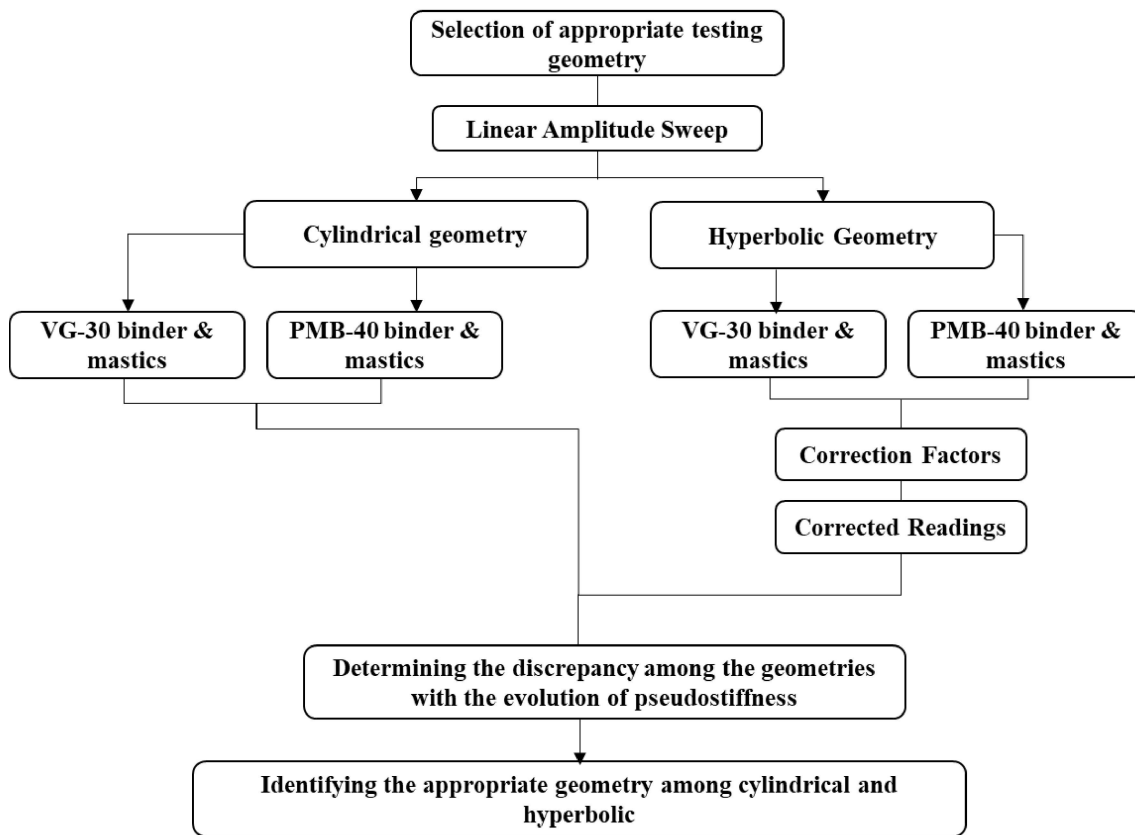 Selection of appropriate testing
geometry
Linear Amplitude Sweep
Cylindrical geometry
Hyperbolic Geometry
VG-30 binder &
mastics
PMB-40 binder &
mastics
VG-30 binder &
mastics
PMB-40 binder &
mastics
Correction Factors
Corrected Readings
Determining the discrepancy among the geometries
with the evolution of pseudostiffness
Identifying the appropriate geometry among cylindrical and
hyperbolic